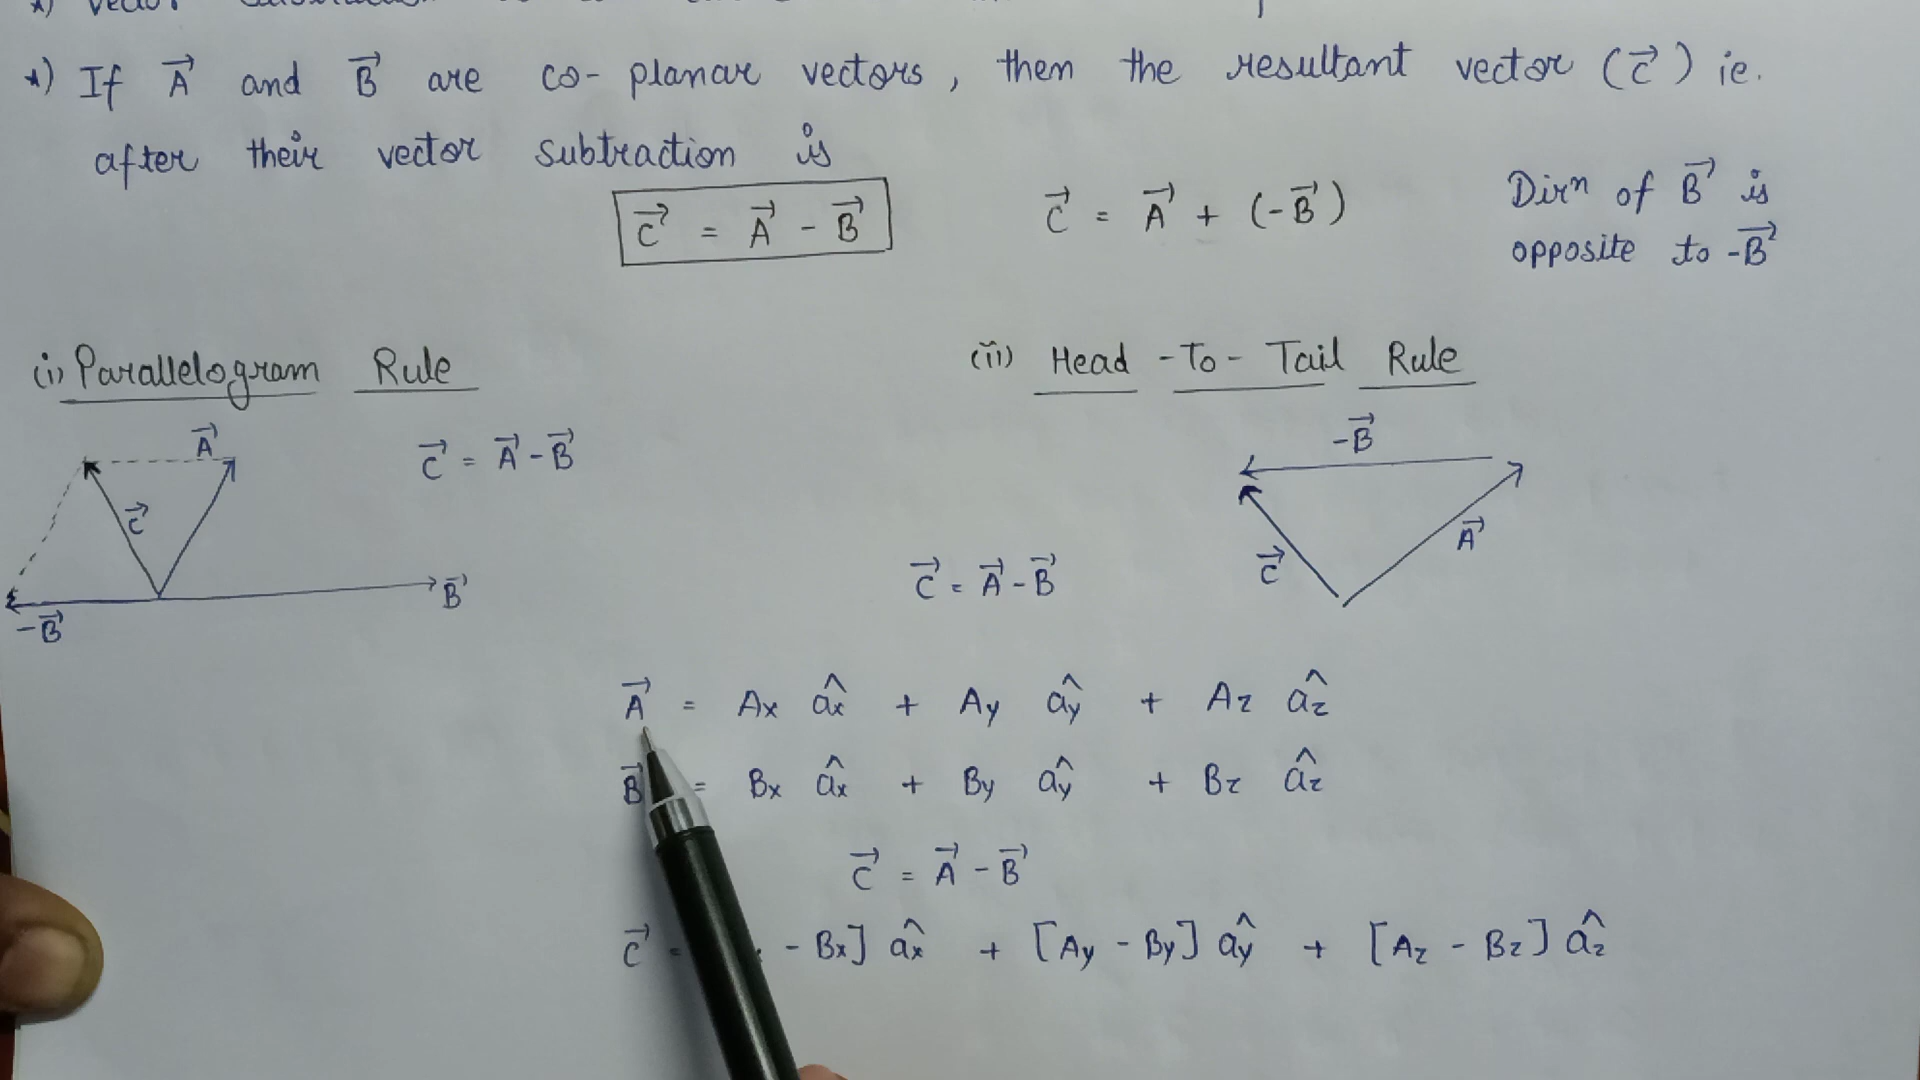 *) If A⃗ and B⃗ are co-planar vectors, then the resultant vector (C⃗) ie.
after their vector subtraction is
C⃗ = A⃗ - B⃗
C⃗ = A⃗ + (-B⃗)
Dirn of B⃗ is
opposite to -B⃗
(i) Parallelogram Rule
A⃗
C⃗
B⃗
-B⃗
C⃗ = A⃗ - B⃗
(ii) Head-To-Tail Rule
-B⃗
A⃗
C⃗
C⃗ = A⃗ - B⃗
A⃗ = Ax âx + Ay ây + Az âz
B⃗ = Bx âx + By ây + Bz âz
C⃗ = A⃗ - B⃗
C⃗ = - Bx] âx + [Ay - By] ây + [Az - Bz] âz